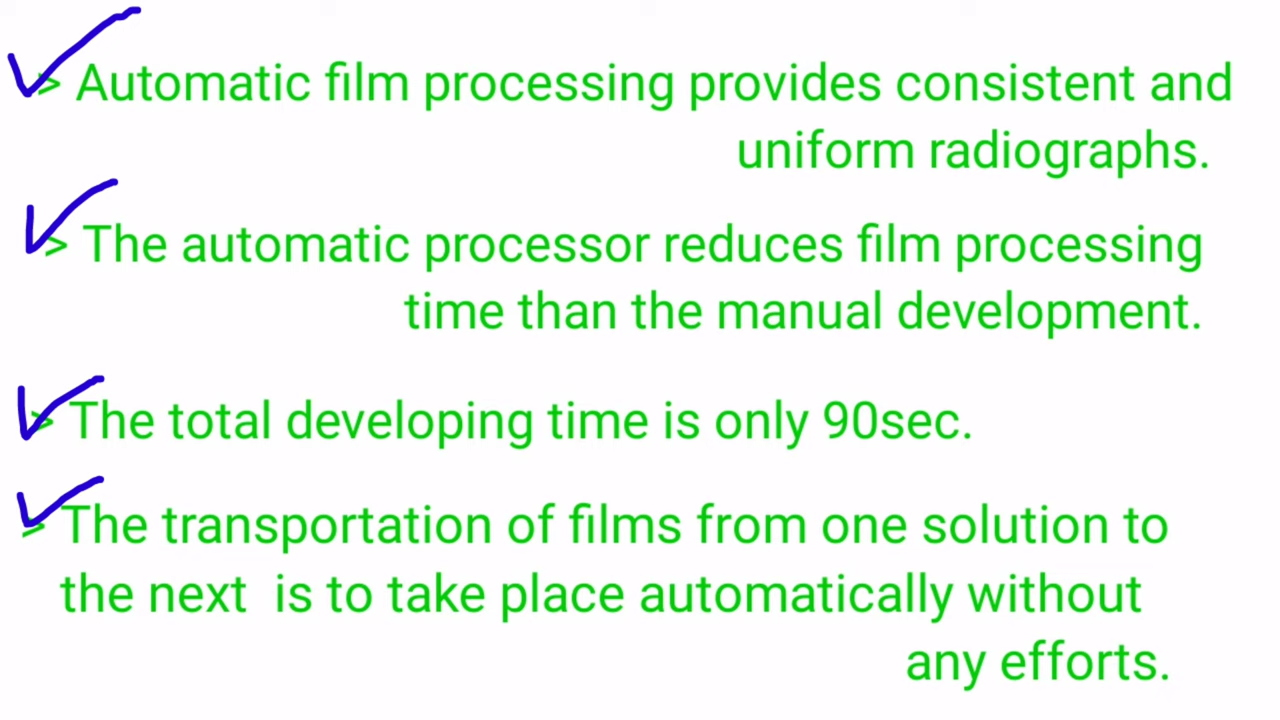 > Automatic film processing provides consistent and
uniform radiographs.
> The automatic processor reduces film processing
time than the manual development.
> The total developing time is only 90sec.
> The transportation of films from one solution to
the next is to take place automatically without
any efforts.